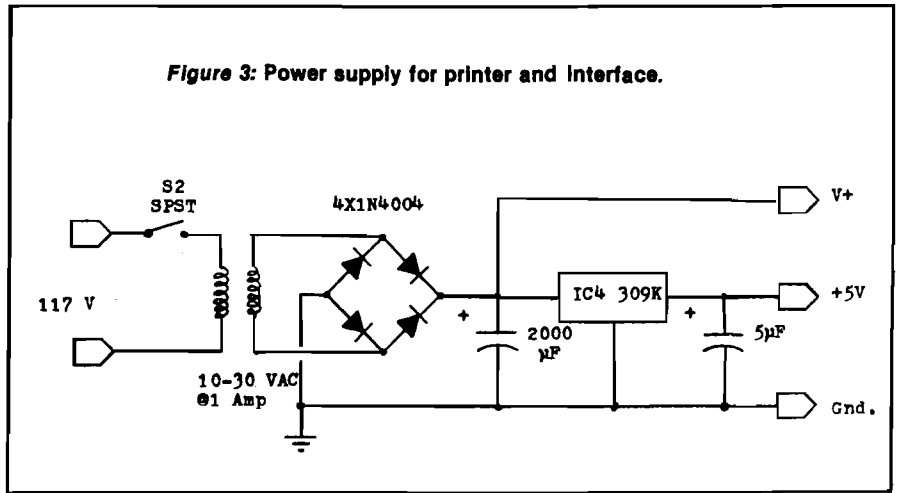 Figure 3: Power supply for printer and interface.
S2
SPST
4X1N4004
V+
117 V
IC4 309K
+5V
+
+
2000
µF
5µF
10-30 VAC
@1 Amp
Gnd.